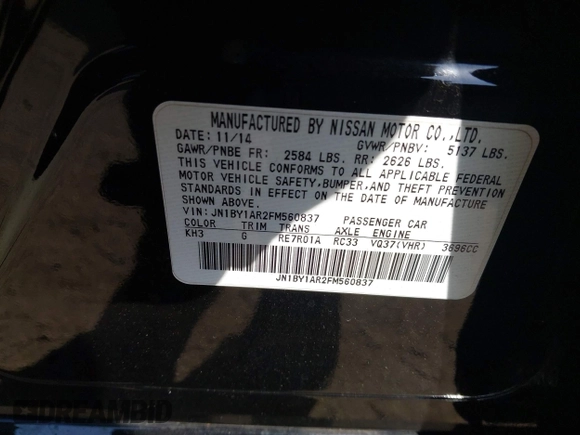 MANUFACTURED BY NISSAN MOTOR CO.,LTD.
DATE: 11/14 GVWR/PNBV: 5137 LBS.
GAWR/PNBE FR: 2584 LBS. RR: 2626 LBS.
THIS VEHICLE CONFORMS TO ALL APPLICABLE FEDERAL
MOTOR VEHICLE SAFETY, BUMPER, AND THEFT PREVENTION
STANDARDS IN EFFECT ON THE DATE OF MANUFACTURE
SHOWN ABOVE.
VIN: JN1BY1AR2FM560837 PASSENGER CAR
COLOR TRIM TRANS AXLE ENGINE
KH3 G RE7R01A RC33 VQ37(VHR) 3696CC
JN1BY1AR2FM560837
DREAMBID